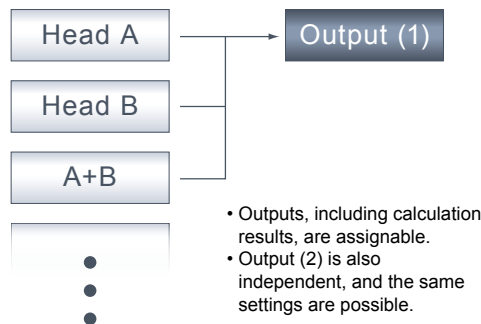 Head A
Output (1)
Head B
A+B
• Outputs, including calculation
results, are assignable.
• Output (2) is also
independent, and the same
settings are possible.